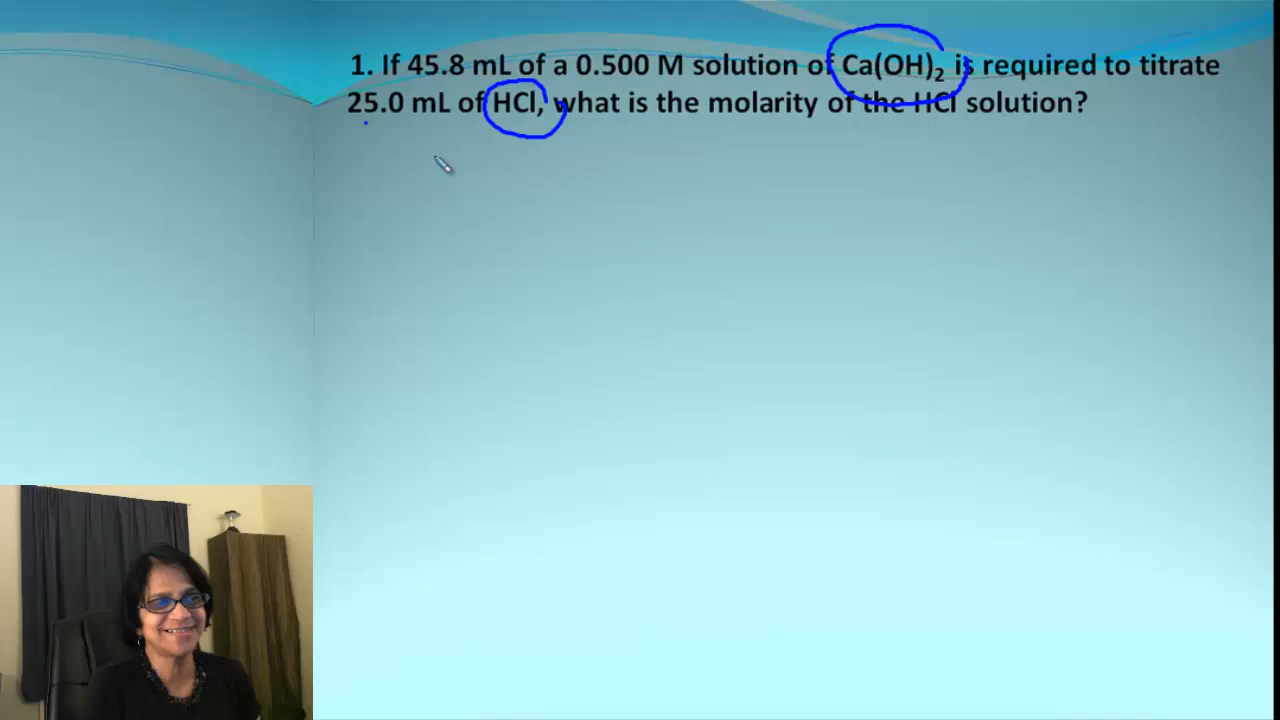 1. If 45.8 mL of a 0.500 M solution of Ca(OH)₂ is required to titrate
25.0 mL of HCl, what is the molarity of the HCl solution?